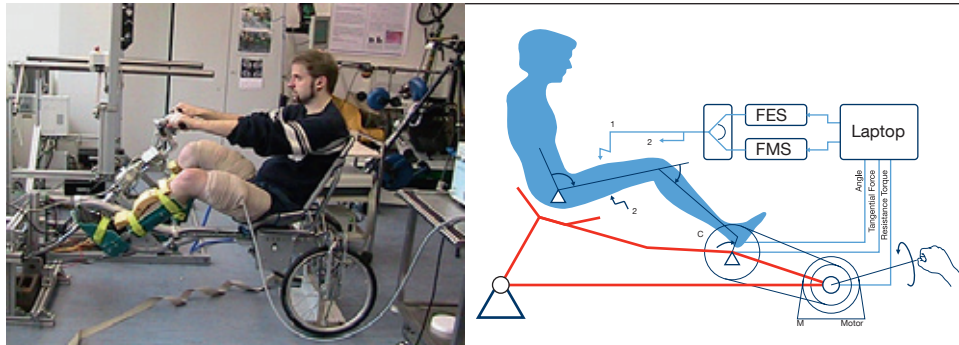 FES
1
2
Laptop
FMS
Angle
Tangential Force
Resistance Torque
2
C
M
Motor